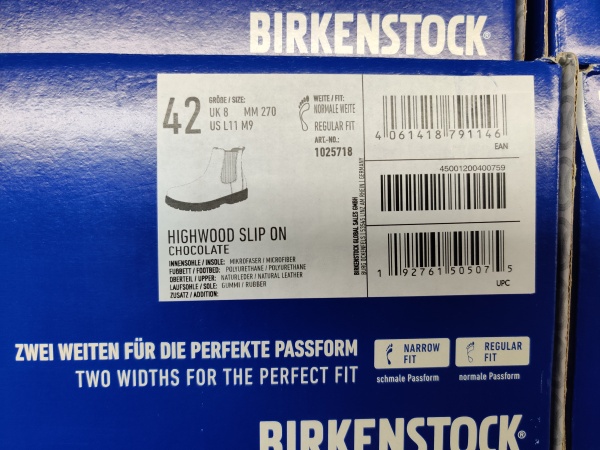 BIRKENSTOCK®
42
GRÖßE / SIZE:
UK 8 MM 270
US L11 M9
WEITE / FIT:
NORMALE WEITE
REGULAR FIT
ART.-NO.:
1025718
HIGHWOOD SLIP ON
CHOCOLATE
INNENSOHLE / INSOLE: MIKROFASER / MICROFIBER
FUßBETT / FOOTBED: POLYURETHANE / POLYURETHANE
OBERTEIL / UPPER: NATURLEDER / NATURAL LEATHER
LAUFSOHLE / SOLE: GUMMI / RUBBER
ZUSATZ / ADDITION:
BIRKENSTOCK GLOBAL SALES GMBH
4 061418 791146
EAN
45001200400759
1 92761 50507 5
UPC
ZWEI WEITEN FÜR DIE PERFEKTE PASSFORM
TWO WIDTHS FOR THE PERFECT FIT
NARROW
FIT
schmale Passform
REGULAR
FIT
normale Passform
BIRKENSTOCK®